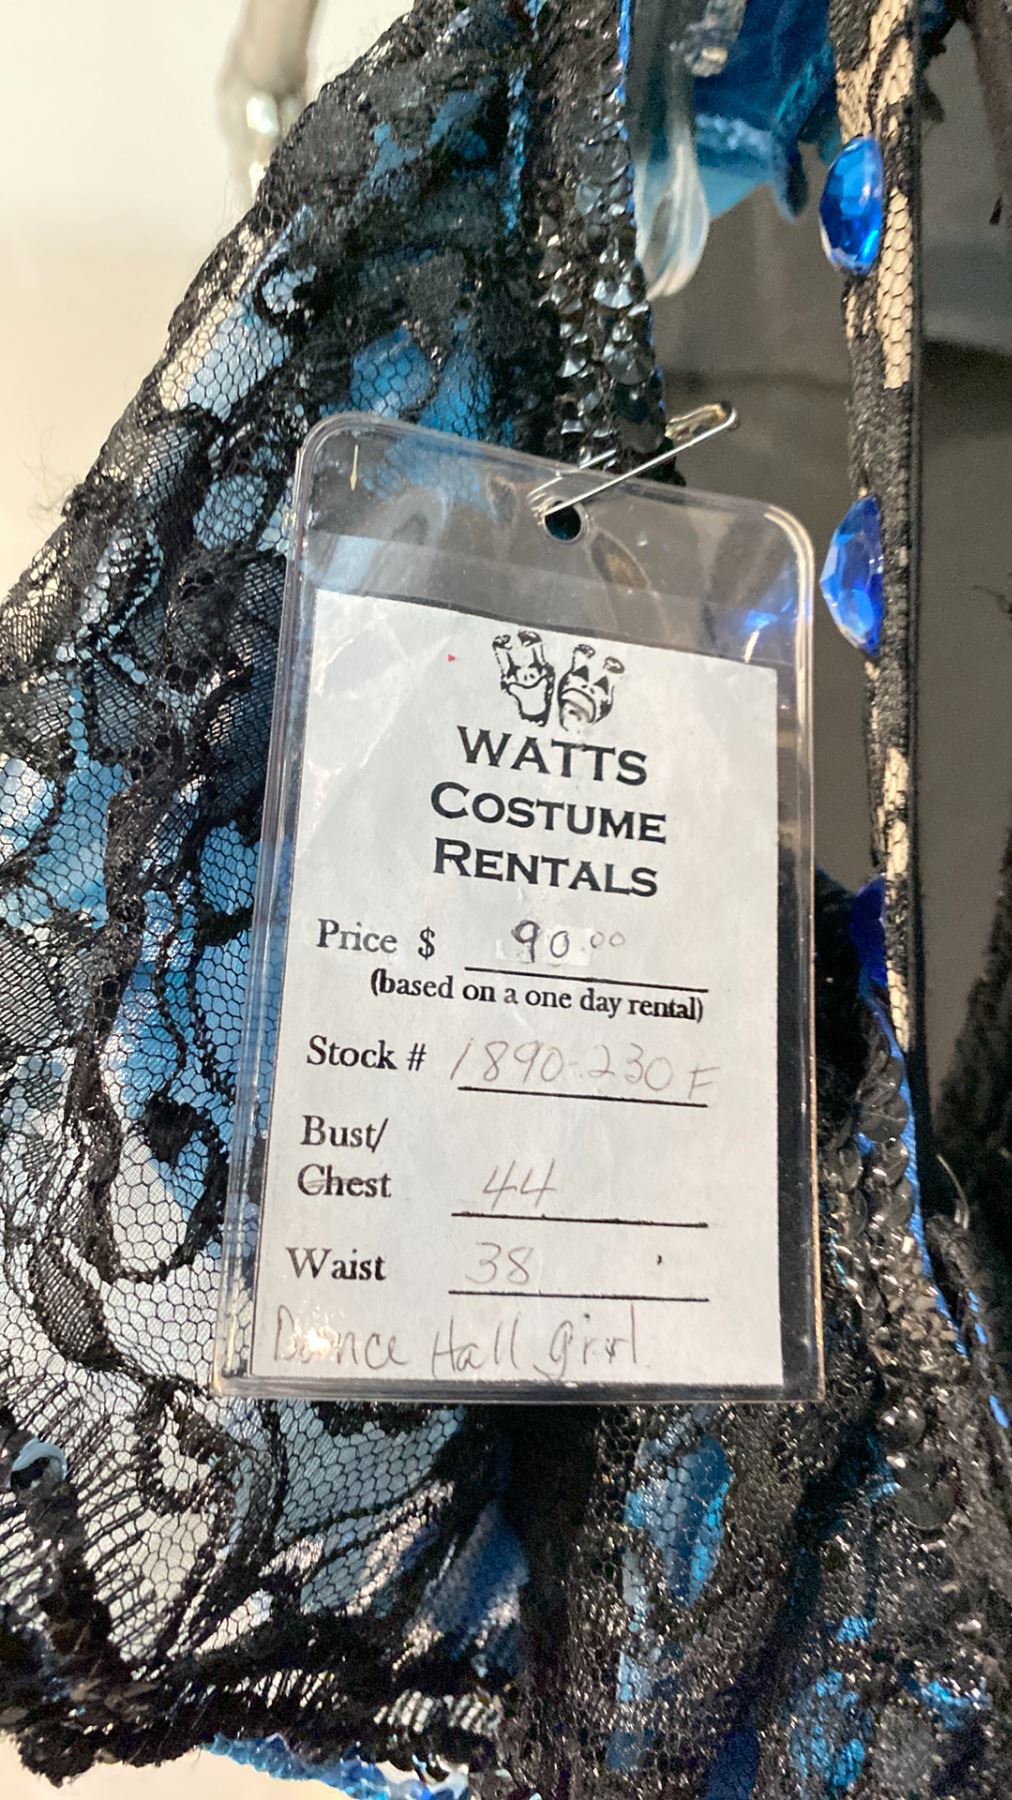 WATTS
COSTUME
RENTALS
Price $ 90.00
(based on a one day rental)
Stock # 1890-230F
Bust/
Chest 44
Waist 38
Dance Hall girl